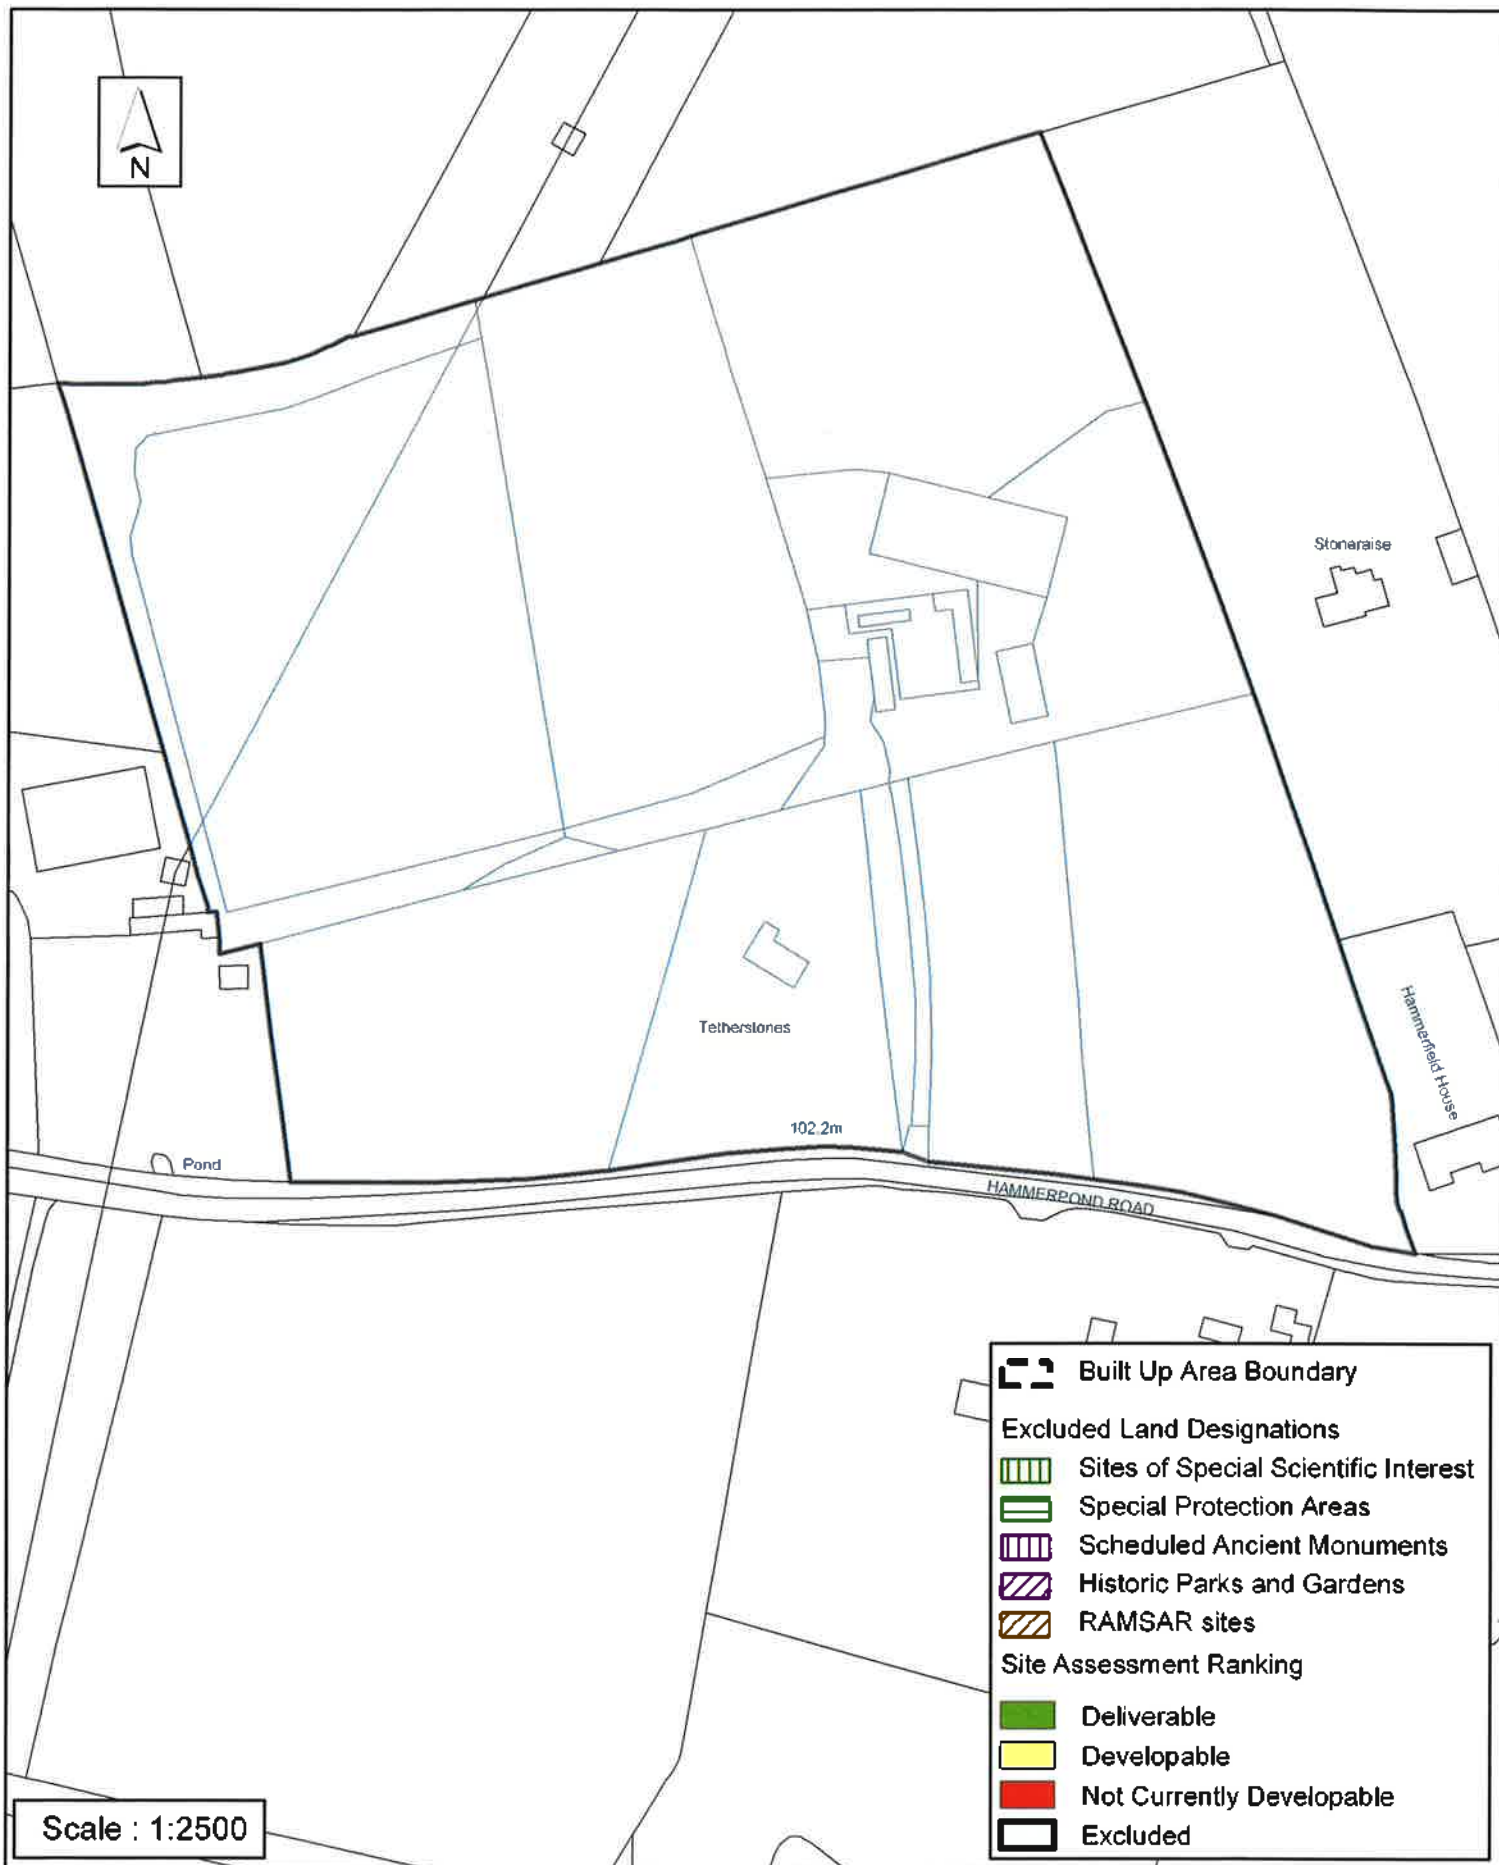 N
Stoneraise
Hammerfield House
Tetherstones
102.2m
Pond
HAMMERPOND ROAD
Built Up Area Boundary
Excluded Land Designations
Sites of Special Scientific Interest
Special Protection Areas
Scheduled Ancient Monuments
Historic Parks and Gardens
RAMSAR sites
Site Assessment Ranking
Deliverable
Developable
Not Currently Developable
Excluded
Scale : 1:2500